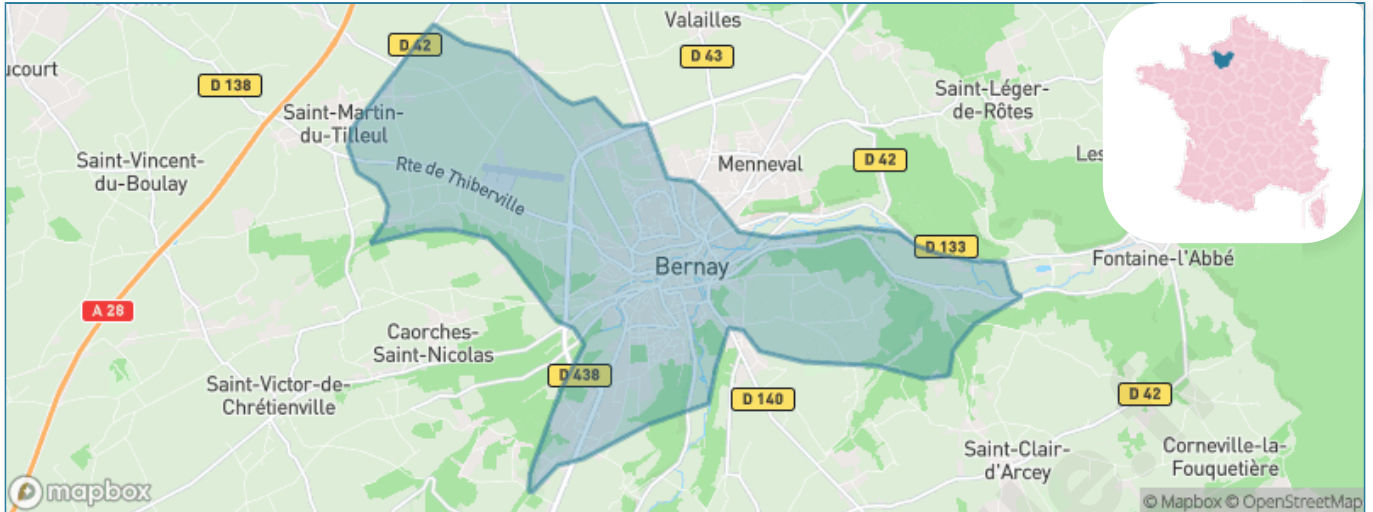 Valailles
D 42
D 43
ucourt
D 138
Saint-Léger-
de-Rôtes
Saint-Martin-
du-Tilleul
Saint-Vincent-
du-Boulay
Menneval
D 42
Les
Rte de Thiberville
D 133
Fontaine-l'Abbé
Bernay
A 28
Caorches-
Saint-Nicolas
D 438
Saint-Victor-de-
Chrétienville
D 140
D 42
Saint-Clair-
d'Arcey
Corneville-la-
Fouquetière
mapbox
© Mapbox © OpenStreetMap